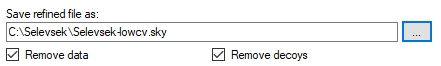 Save refined file as:
C:\Selevsek\Selevsek-lowcv.sky ...
Remove data Remove decoys